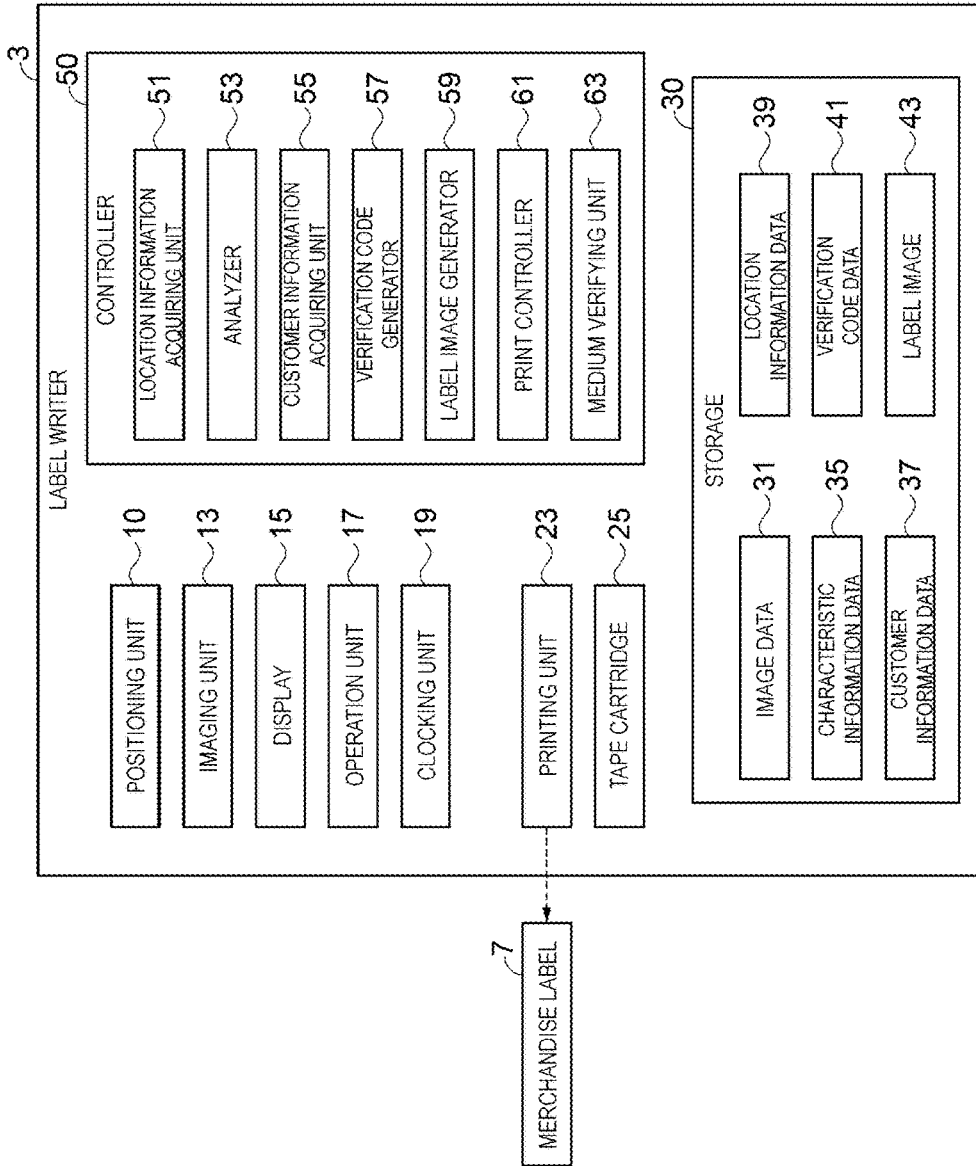 3
LABEL WRITER
10
POSITIONING UNIT
13
IMAGING UNIT
15
DISPLAY
17
OPERATION UNIT
19
CLOCKING UNIT
23
PRINTING UNIT
25
TAPE CARTRIDGE
50
CONTROLLER
51
LOCATION INFORMATION
ACQUIRING UNIT
53
ANALYZER
55
CUSTOMER INFORMATION
ACQUIRING UNIT
57
VERIFICATION CODE
GENERATOR
59
LABEL IMAGE GENERATOR
61
PRINT CONTROLLER
63
MEDIUM VERIFYING UNIT
7
MERCHANDISE LABEL
30
STORAGE
31
IMAGE DATA
35
CHARACTERISTIC
INFORMATION DATA
37
CUSTOMER
INFORMATION DATA
39
LOCATION
INFORMATION DATA
41
VERIFICATION
CODE DATA
43
LABEL IMAGE